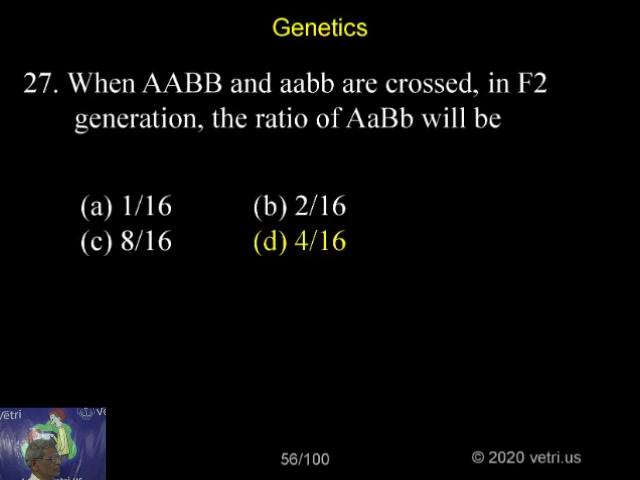 Genetics
27. When AABB and aabb are crossed, in F2
generation, the ratio of AaBb will be
(a) 1/16 (b) 2/16
(c) 8/16 (d) 4/16
vetri
56/100
© 2020 vetri.us